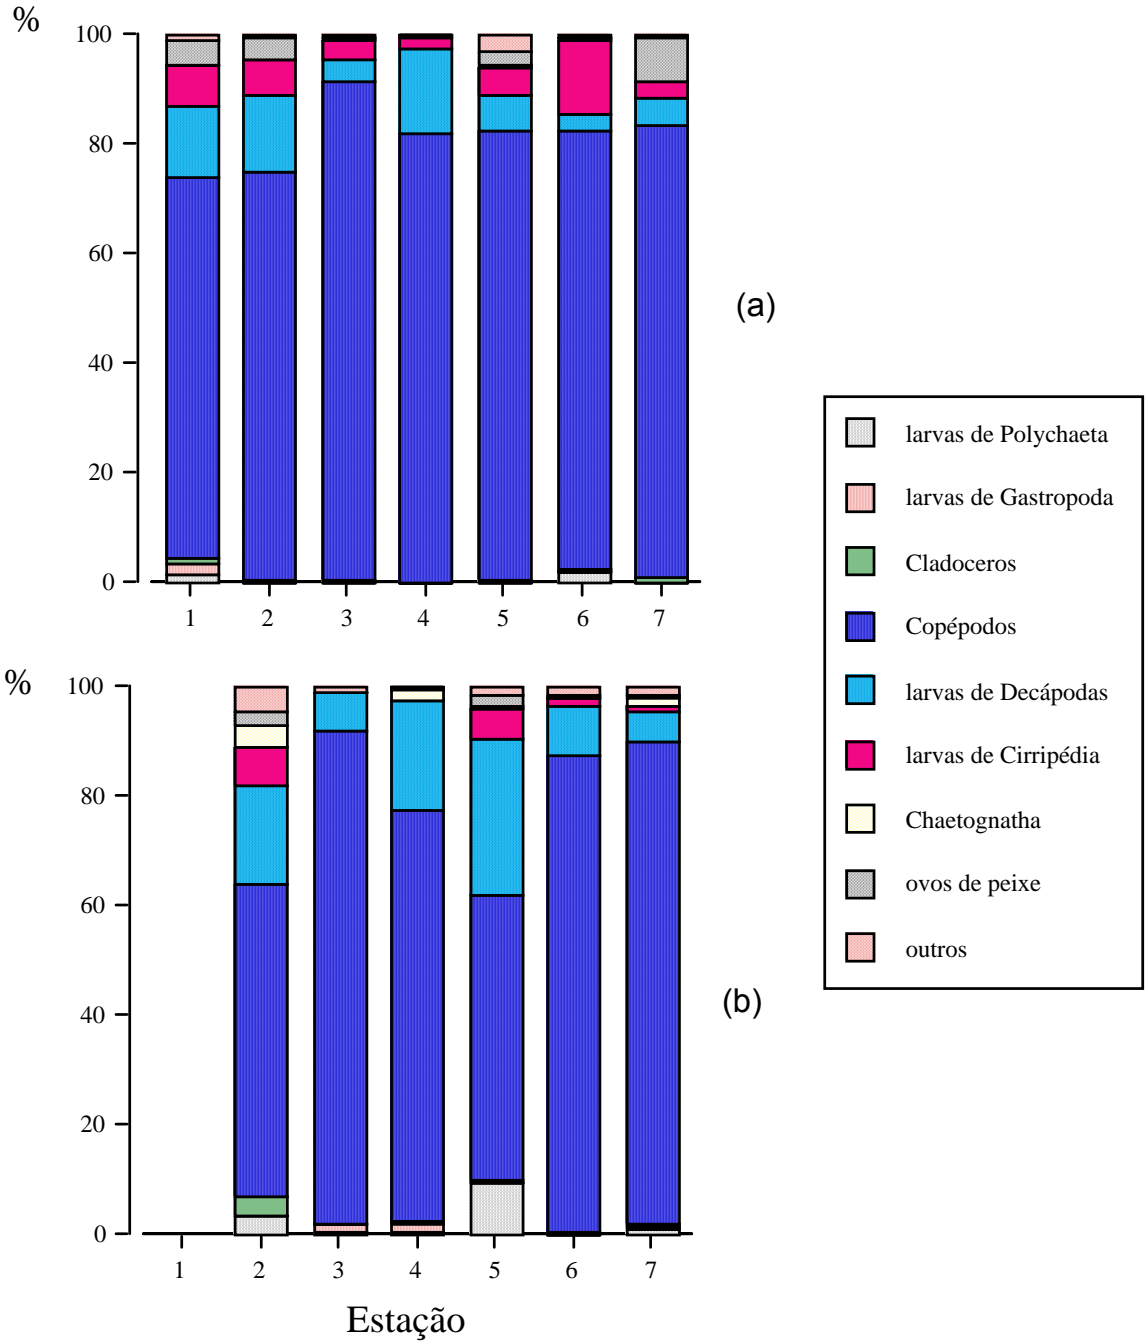 %
100
80
60
40
20
0
1 2 3 4 5 6 7
(a)
larvas de Polychaeta
larvas de Gastropoda
Cladoceros
Copépodos
larvas de Decápodas
larvas de Cirripédia
Chaetognatha
ovos de peixe
outros
%
100
80
60
40
20
0
1 2 3 4 5 6 7
(b)
Estação